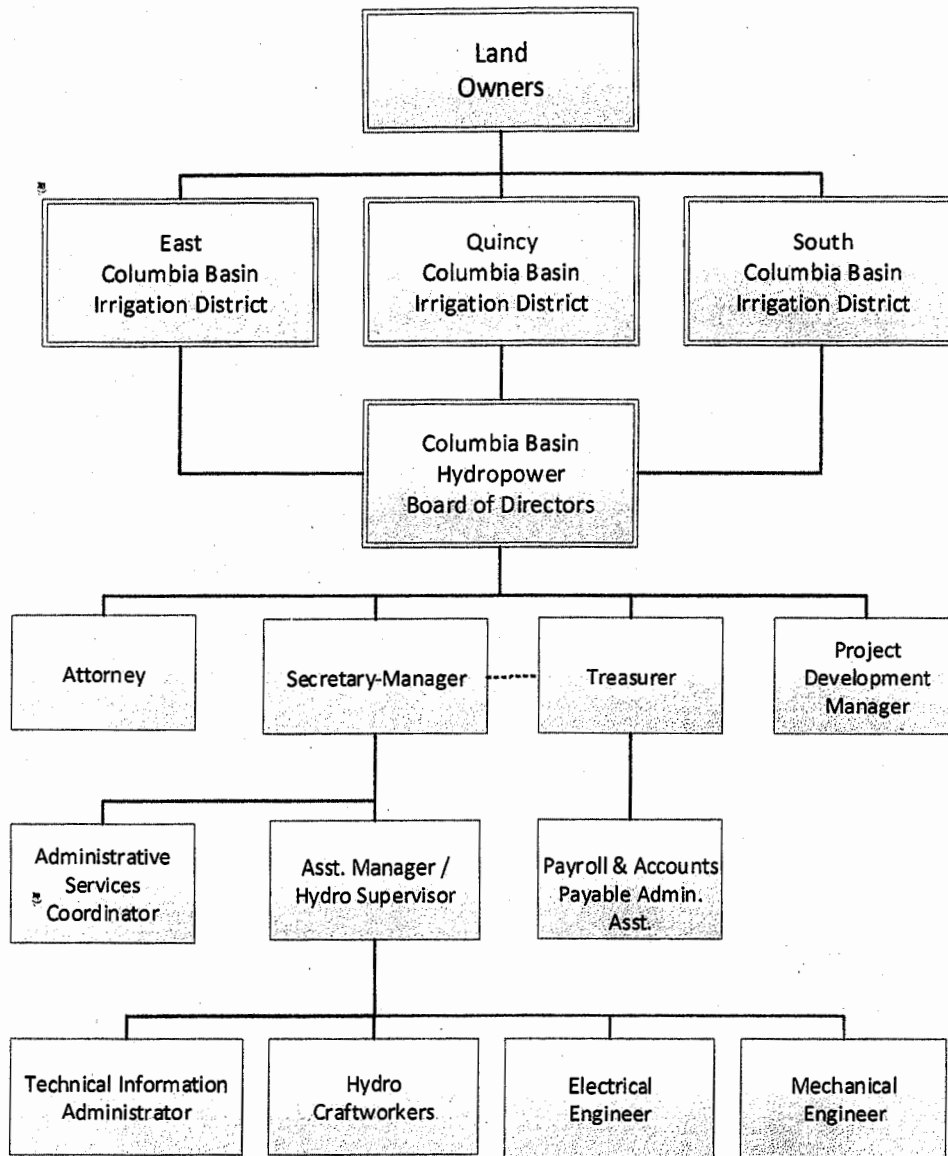 Land
Owners
East
Columbia Basin
Irrigation District
Quincy
Columbia Basin
Irrigation District
South
Columbia Basin
Irrigation District
Columbia Basin
Hydropower
Board of Directors
Attorney
Secretary-Manager
Treasurer
Project
Development
Manager
Administrative
Services
Coordinator
Asst. Manager /
Hydro Supervisor
Payroll & Accounts
Payable Admin.
Asst.
Technical Information
Administrator
Hydro
Craftworkers
Electrical
Engineer
Mechanical
Engineer